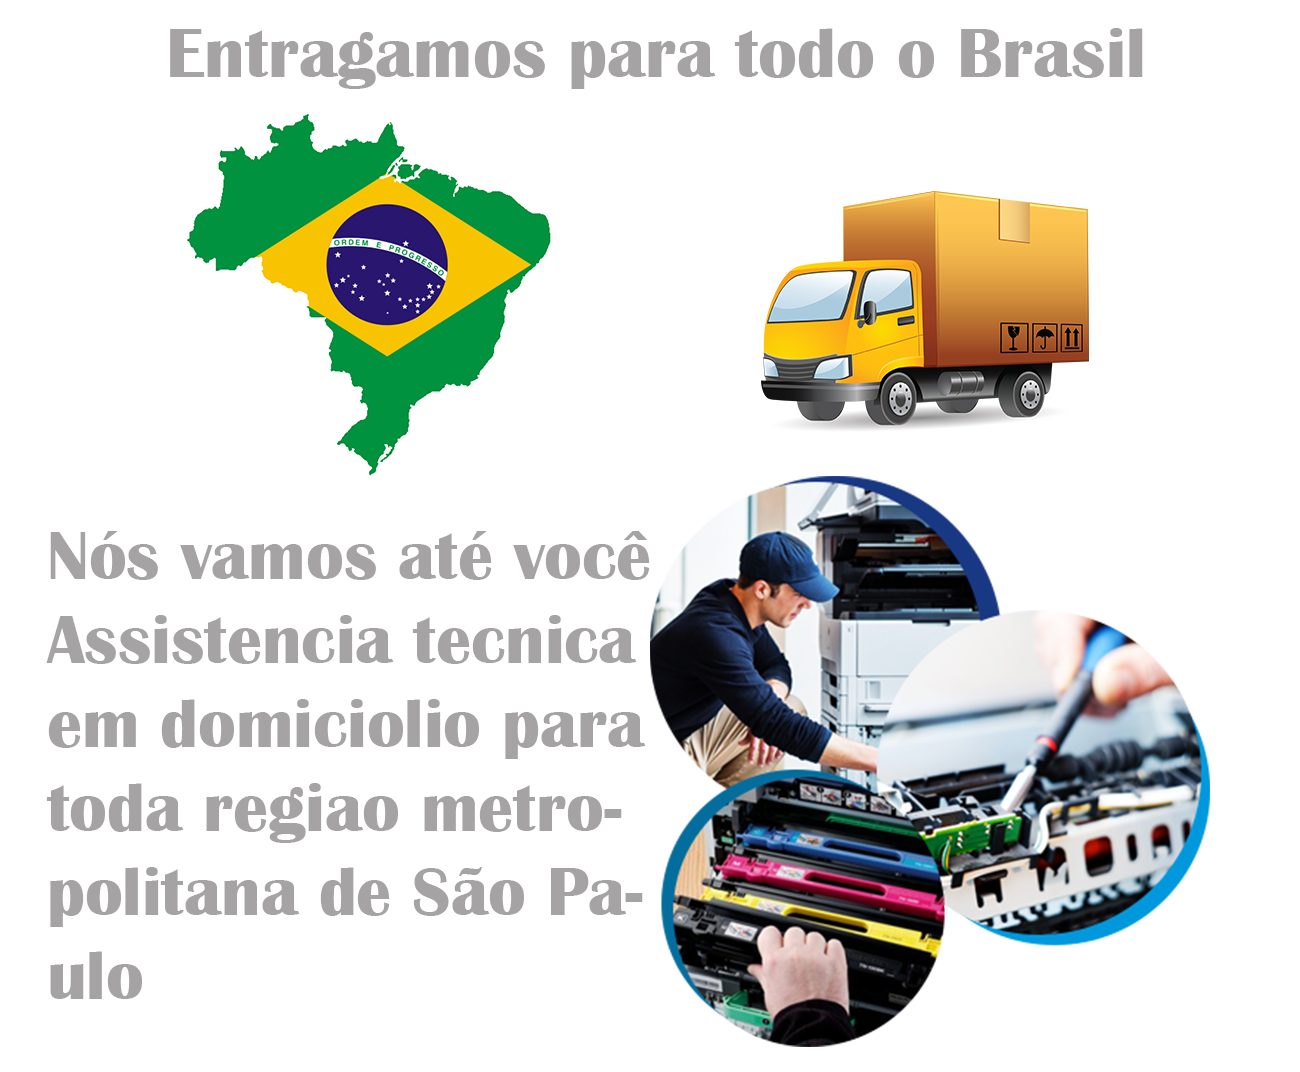 Entragamos para todo o Brasil
ORDEM E PROGRESSO
Nós vamos até você
Assistencia tecnica
em domiciolio para
toda regiao metro-
politana de São Pa-
ulo